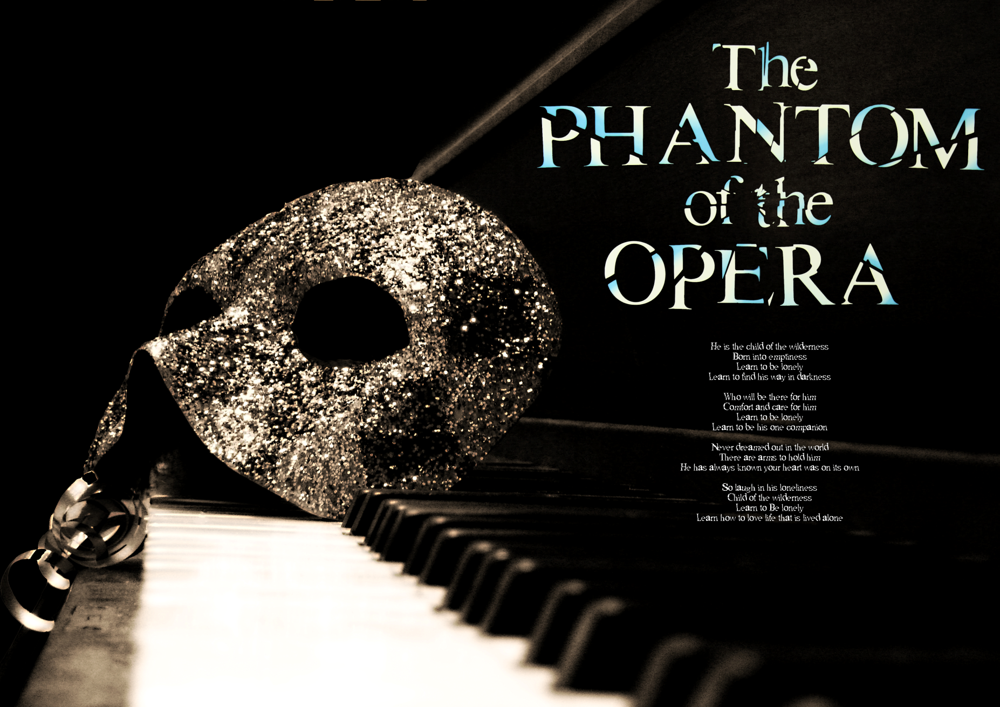 The
PHANTOM
of the
OPERA
He is the child of the wilderness
Born into emptiness
Learn to be lonely
Learn to find his way in darkness
Who will be there for him
Comfort and care for him
Learn to be lonely
Learn to be his one companion
Never dreamed out in the world
There are arms to hold him
He has always known your heart was on its own
So laugh in his loneliness
Child of the wilderness
Learn to Be lonely
Learn how to love life that is lived alone